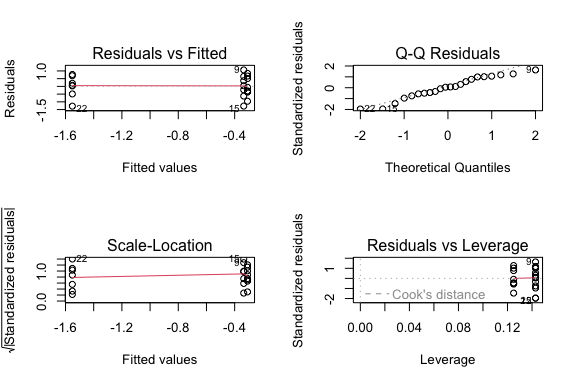 Residuals vs Fitted
Residuals
1.0
-1.5
9
22
15
-1.6 -1.2 -0.8 -0.4
Fitted values
Q-Q Residuals
Standardized residuals
2
0
-2
9
22
15
-2 -1 0 1 2
Theoretical Quantiles
Scale-Location
√|Standardized residuals|
1.0
0.0
22
15
9
-1.6 -1.2 -0.8 -0.4
Fitted values
Residuals vs Leverage
Standardized residuals
1
-2
9
Cook's distance
0.00 0.04 0.08 0.12
Leverage